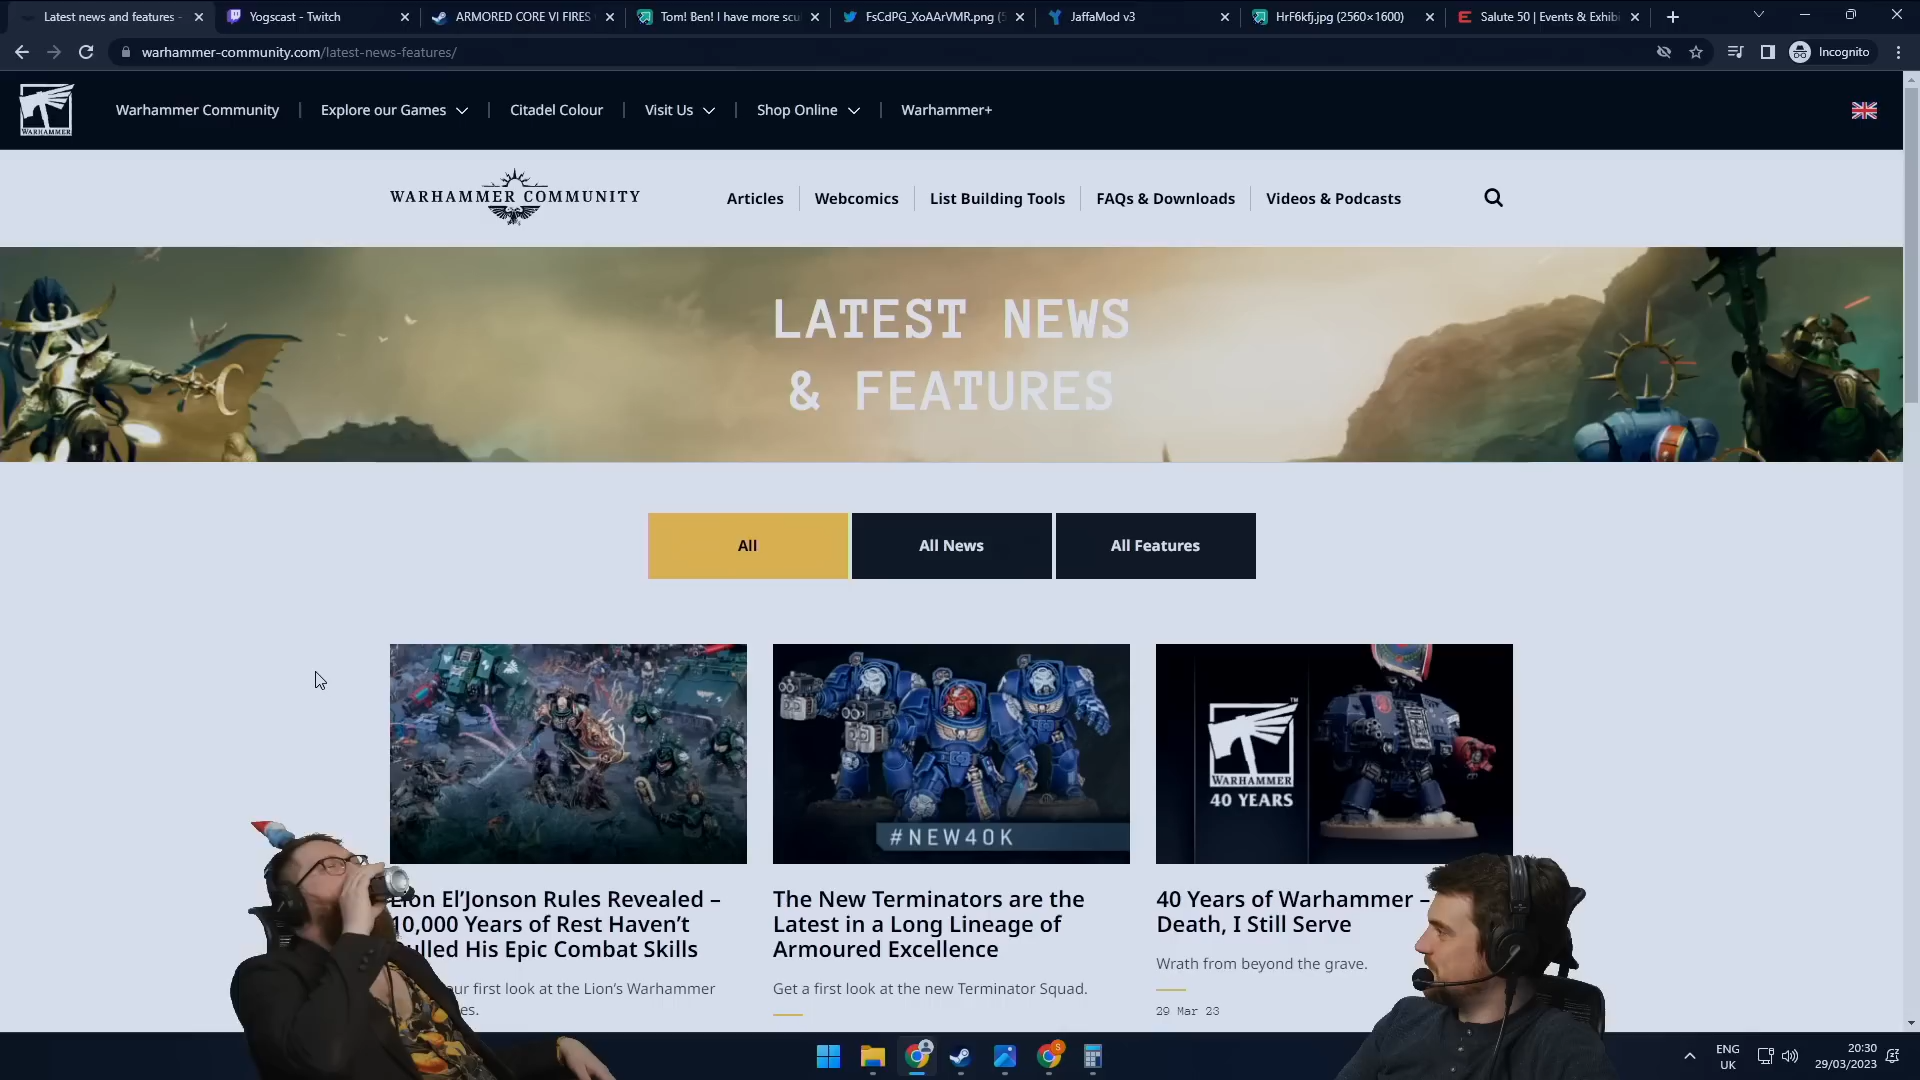 Latest news and features -
Yogscast - Twitch
ARMORED CORE VI FIRES
Tom! Ben! I have more scu
FsCdPG_XoAArVMR.png (5
JaffaMod v3
HrF6kfj.jpg (2560×1600)
Salute 50 | Events & Exhibi
warhammer-community.com/latest-news-features/
Incognito
WARHAMMER
Warhammer Community
Explore our Games
Citadel Colour
Visit Us
Shop Online
Warhammer+
WARHAMMER COMMUNITY
Articles
Webcomics
List Building Tools
FAQs & Downloads
Videos & Podcasts
LATEST NEWS
& FEATURES
All
All News
All Features
#NEW40K
WARHAMMER
TM
40 YEARS
Lion El’Jonson Rules Revealed –
10,000 Years of Rest Haven’t
Dulled His Epic Combat Skills
our first look at the Lion’s Warhammer
es.
The New Terminators are the
Latest in a Long Lineage of
Armoured Excellence
Get a first look at the new Terminator Squad.
40 Years of Warhammer –
Death, I Still Serve
Wrath from beyond the grave.
29 Mar 23
S
ENG
UK
20:30
29/03/2023